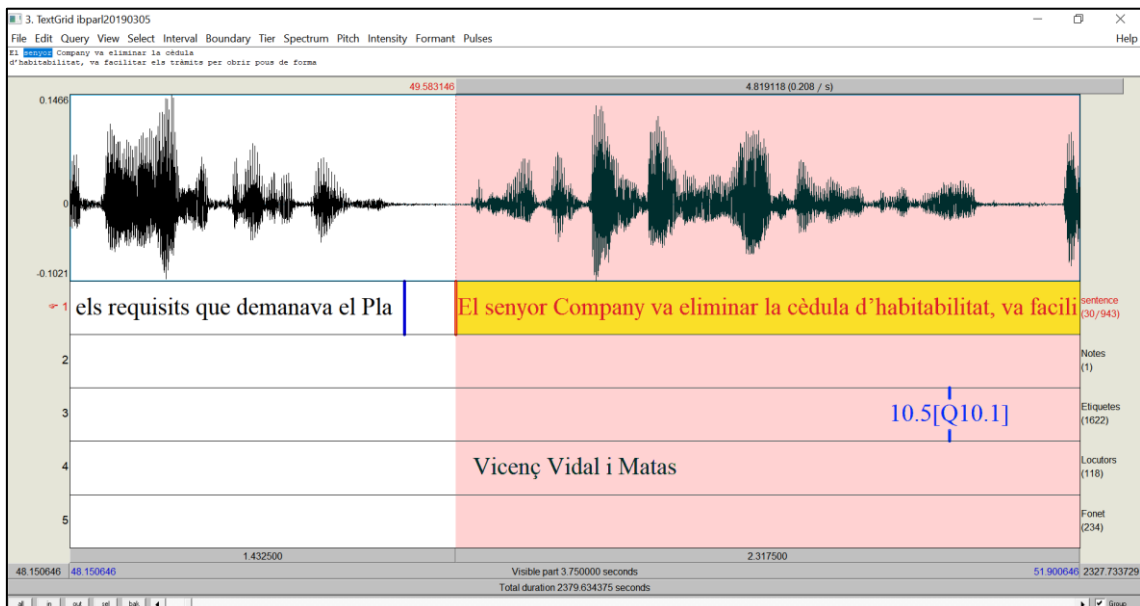 3. TextGrid ibparl20190305
File Edit Query View Select Interval Boundary Tier Spectrum Pitch Intensity Formant Pulses Help
El senyor Company va eliminar la cèdula
d'habitabilitat, va facilitar els tràmits per obrir pous de forma
49.583146 4.819118 (0.208 / s)
0.1466
0
-0.1021
1 els requisits que demanava el Pla El senyor Company va eliminar la cèdula d'habitabilitat, va facili sentence
(30/943)
2 Notes
(1)
3 10.5[Q10.1] Etiquetes
(1622)
4 Vicenç Vidal i Matas Locutors
(118)
5 Fonet
(234)
1.432500 2.317500
48.150646 48.150646 Visible part 3.750000 seconds 51.900646 2327.733729
Total duration 2379.634375 seconds
all in out sel bak Group